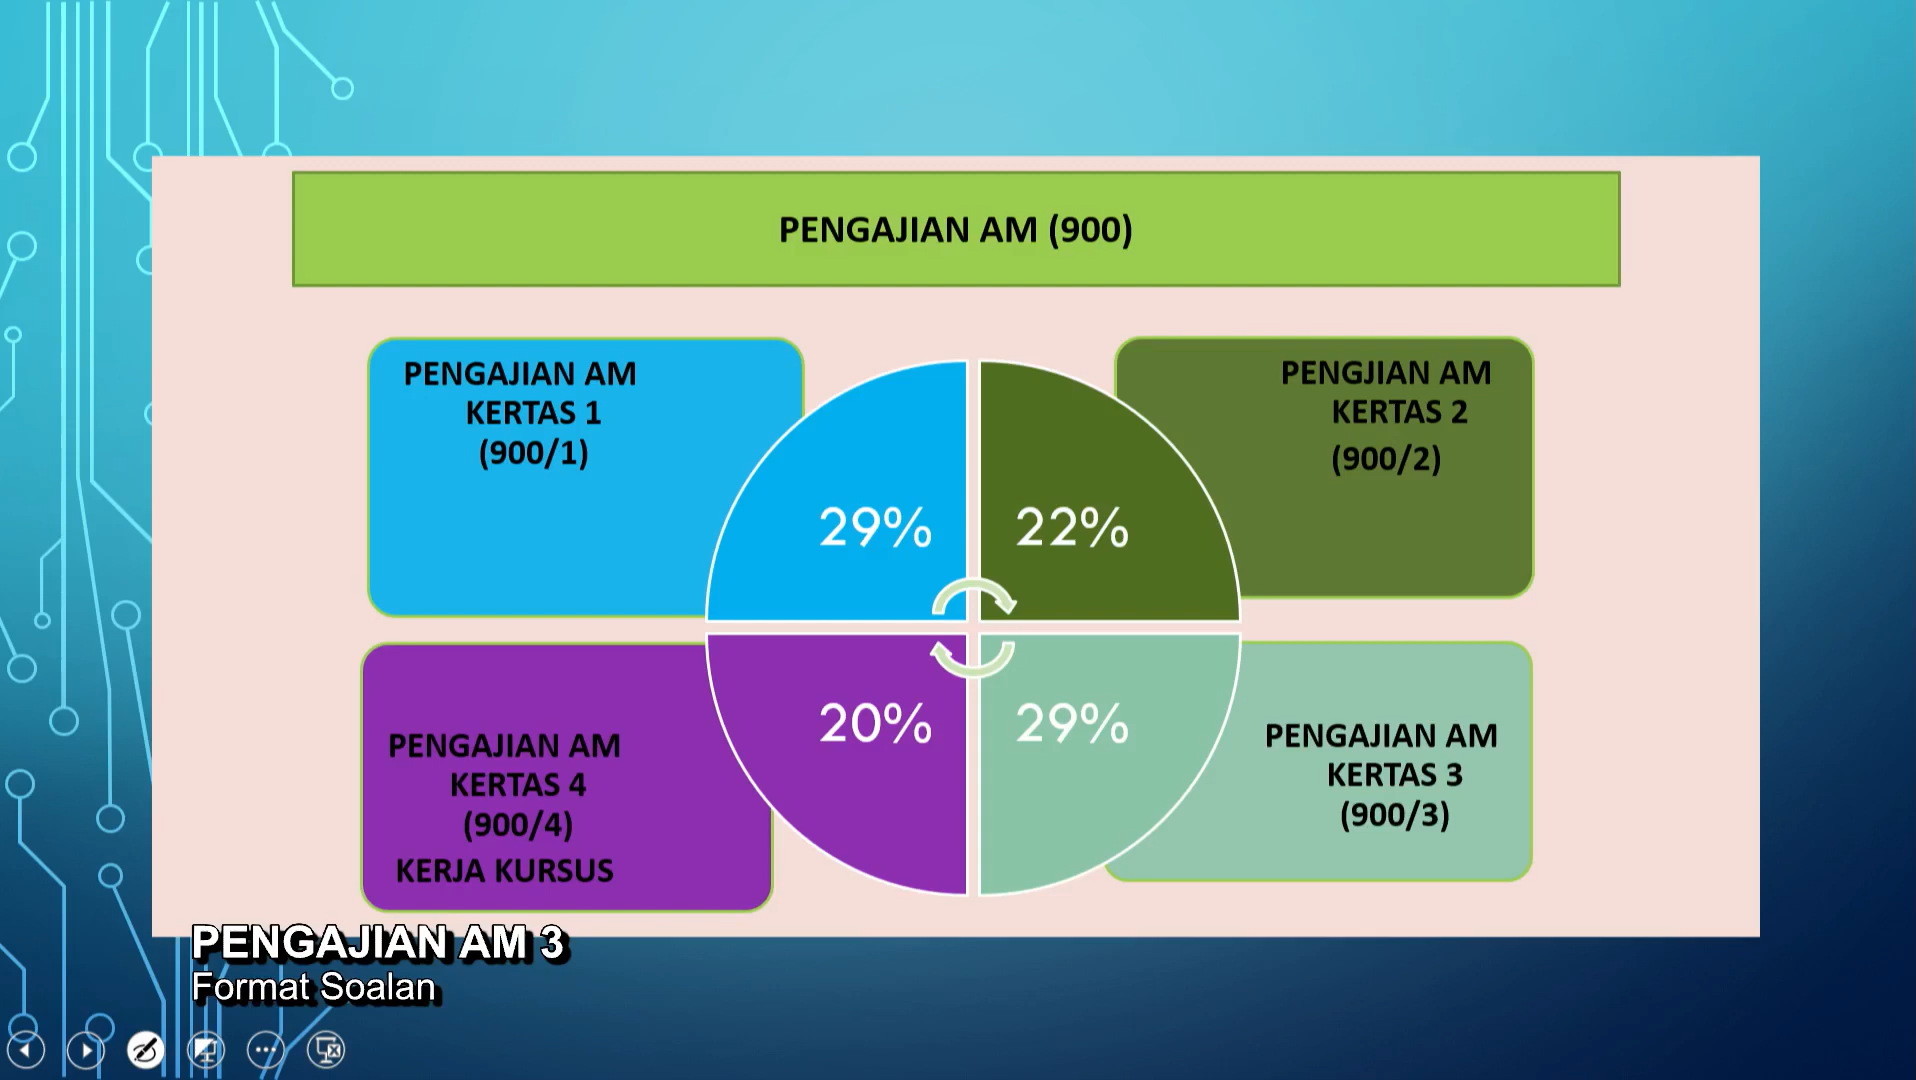 PENGAJIAN AM (900)
PENGAJIAN AM
KERTAS 1
(900/1)
29%
22%
PENGJIAN AM
KERTAS 2
(900/2)
PENGAJIAN AM
KERTAS 4
(900/4)
KERJA KURSUS
20%
29%
PENGAJIAN AM
KERTAS 3
(900/3)
PENGAJIAN AM 3
Format Soalan